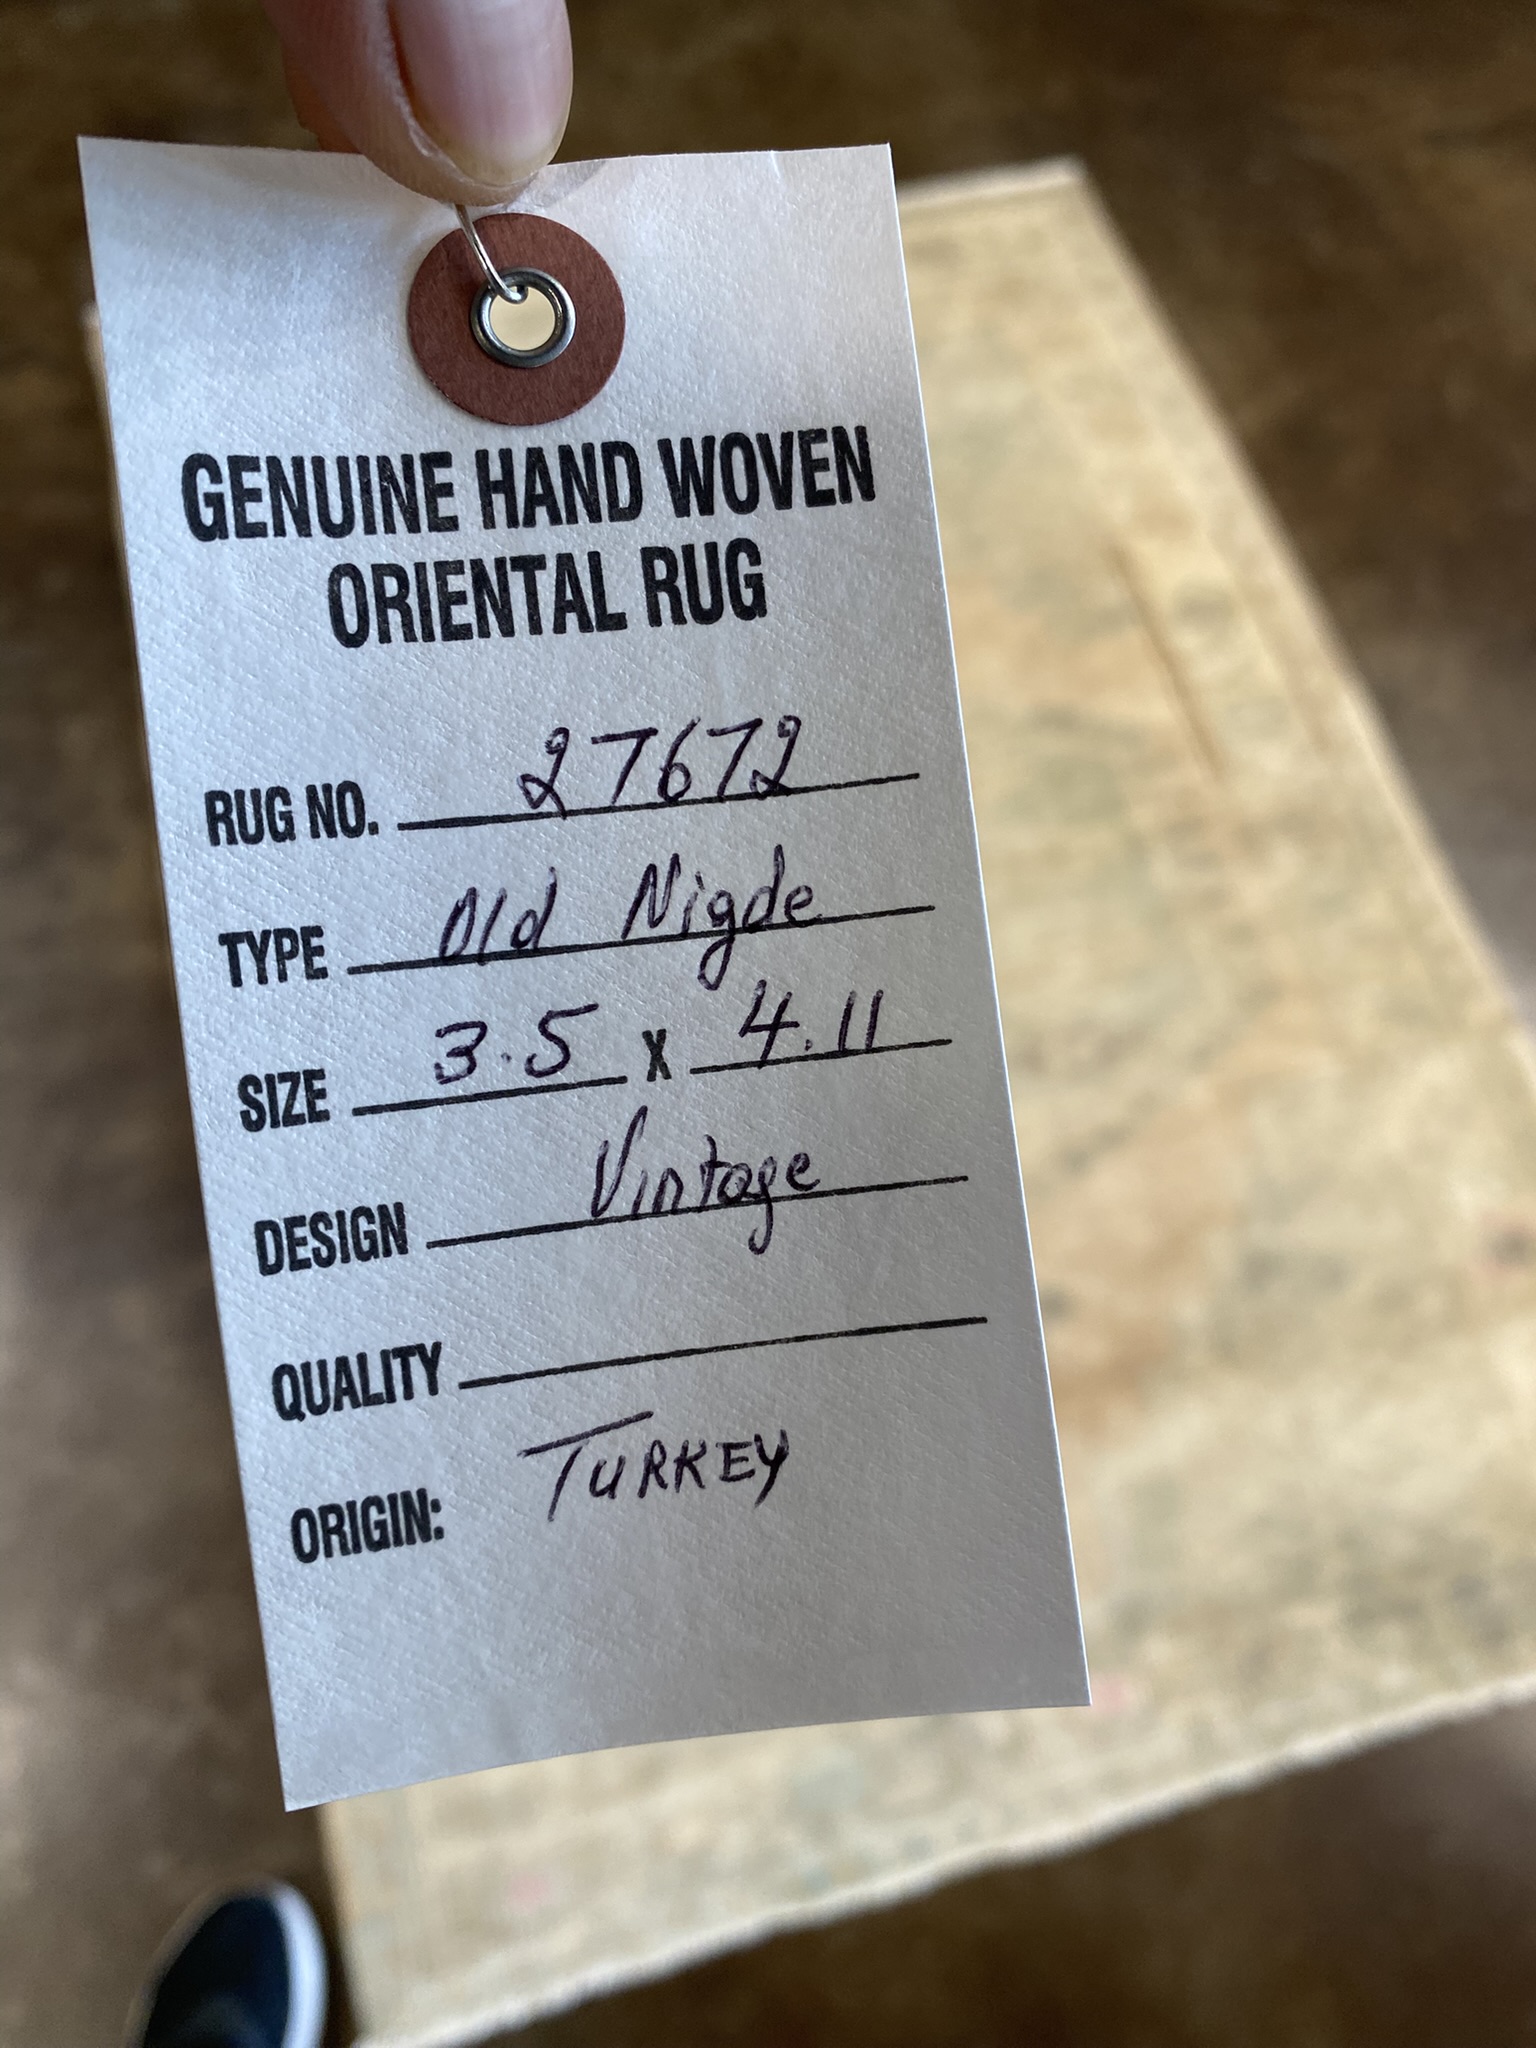 GENUINE HAND WOVEN
ORIENTAL RUG
RUG NO. 27672
TYPE Old Nigde
SIZE 3.5 X 4.11
DESIGN Vintage
QUALITY
ORIGIN: TURKEY